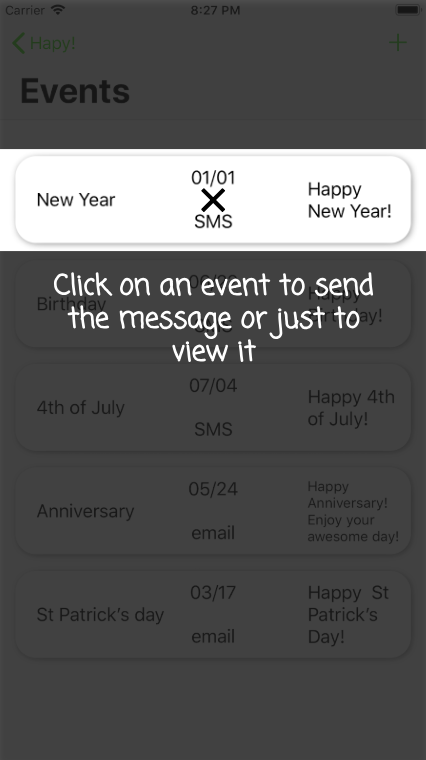 Carrier
8:27 PM
Hapy!
Events
New Year
01/01
SMS
Happy
New Year!
Click on an event to send
the message or just to
view it
Birthday
Happy
Birthday!
4th of July
07/04
SMS
Happy 4th
of July!
Anniversary
05/24
email
Happy
Anniversary!
Enjoy your
awesome day!
St Patrick's day
03/17
email
Happy  St
Patrick's
Day!